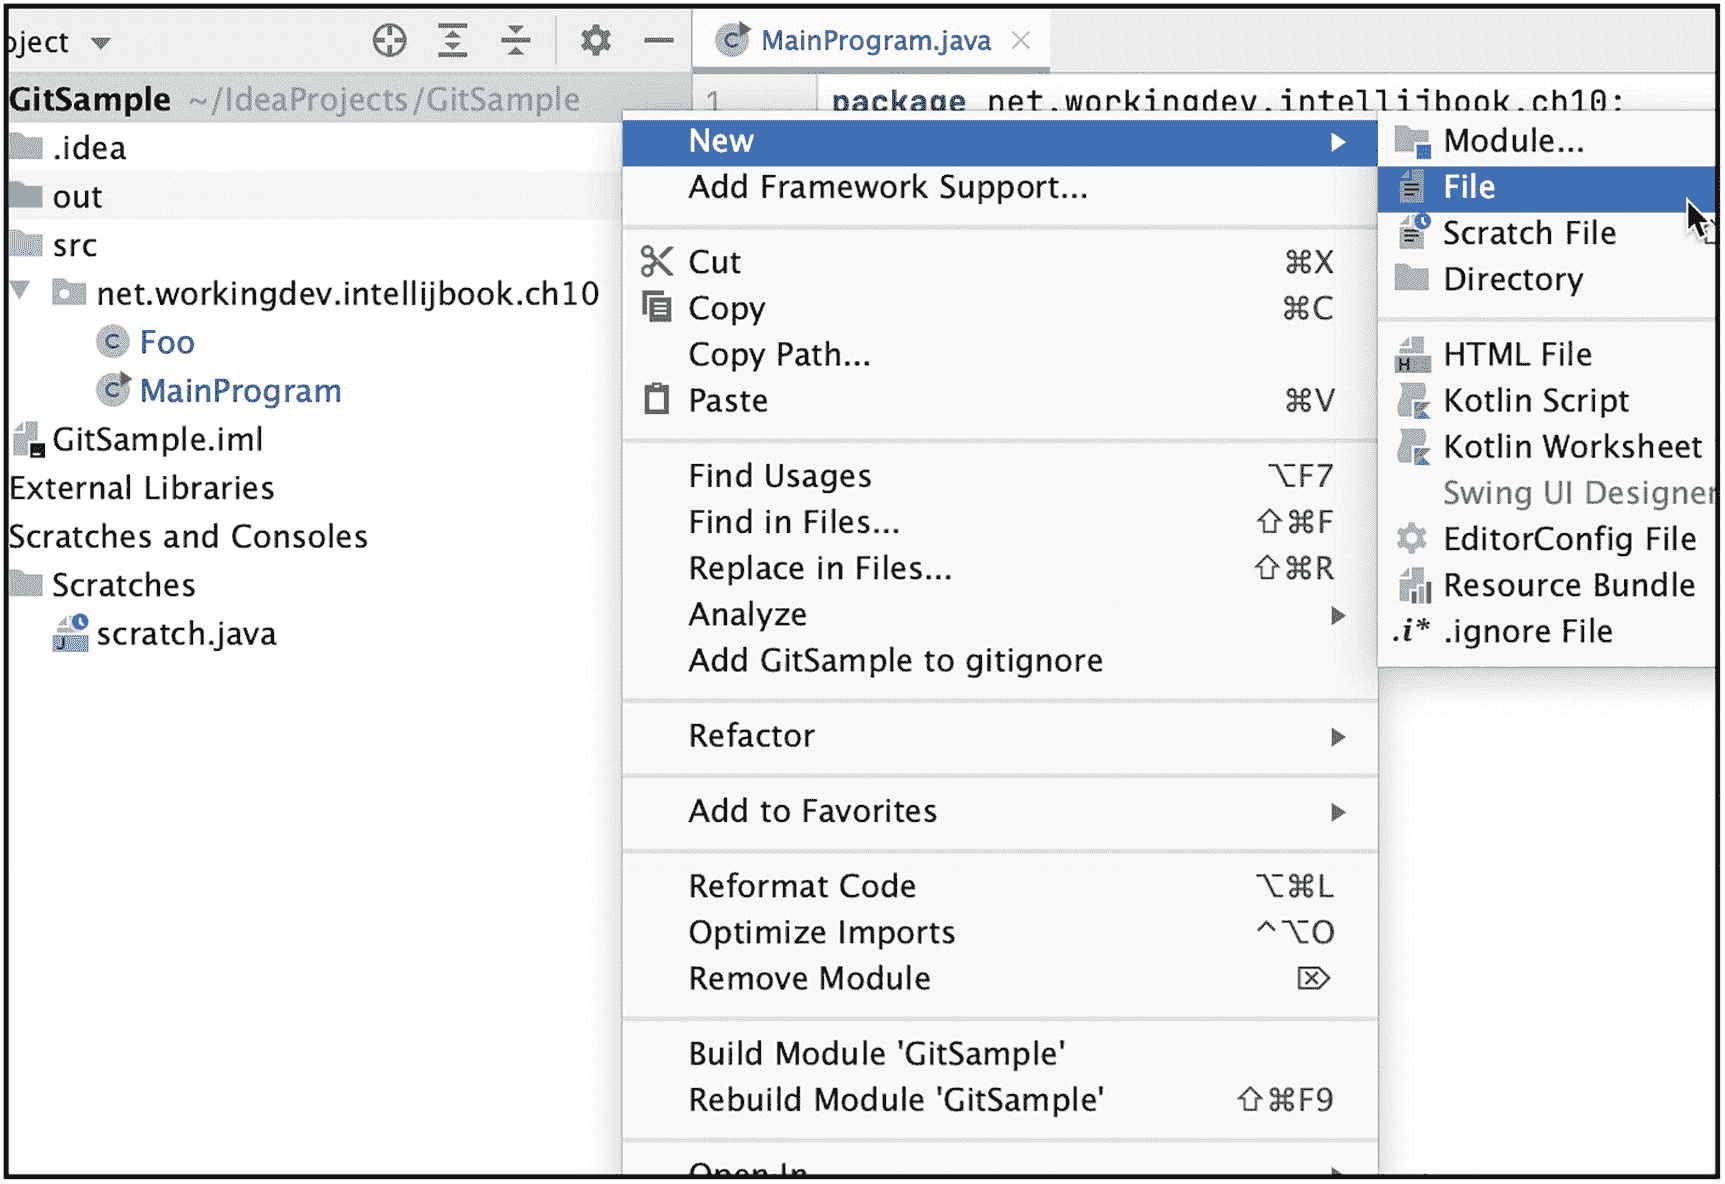 oject
GitSample ~/IdeaProjects/GitSample
.idea
out
src
net.workingdev.intellijbook.ch10
Foo
MainProgram
GitSample.iml
External Libraries
Scratches and Consoles
Scratches
scratch.java
MainProgram.java
1 package net.workingdev.intellijbook.ch10;
New
Add Framework Support...
Cut ⌘X
Copy ⌘C
Copy Path...
Paste ⌘V
Find Usages ⌥F7
Find in Files... ⇧⌘F
Replace in Files... ⇧⌘R
Analyze
Add GitSample to gitignore
Refactor
Add to Favorites
Reformat Code ⌥⌘L
Optimize Imports ^⌥O
Remove Module ⌦
Build Module 'GitSample'
Rebuild Module 'GitSample' ⇧⌘F9
Open In
Module...
File
Scratch File
Directory
HTML File
Kotlin Script
Kotlin Worksheet
Swing UI Designer
EditorConfig File
Resource Bundle
.i* .ignore File